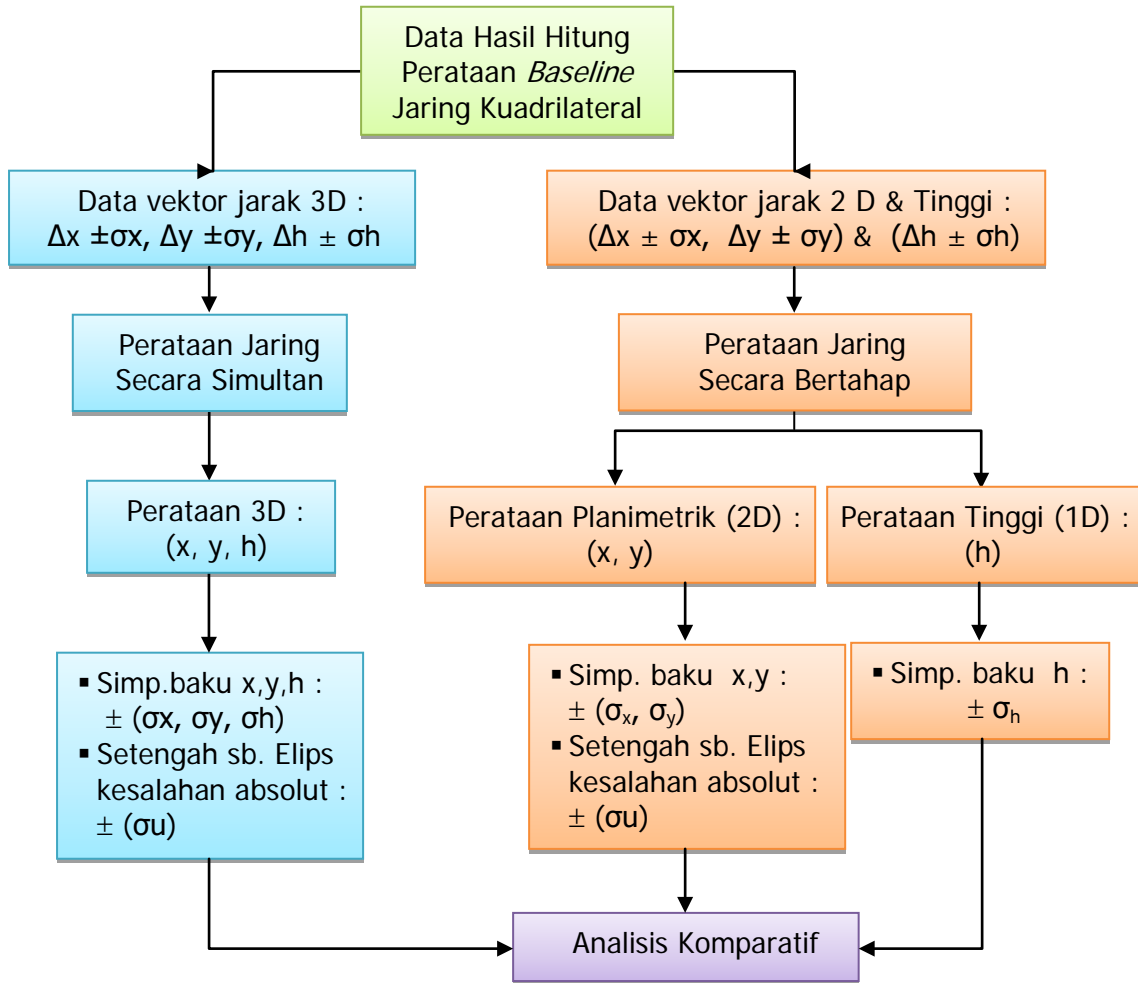 Data Hasil Hitung
Perataan Baseline
Jaring Kuadrilateral
Data vektor jarak 3D :
Δx ±σx, Δy ±σy, Δh ± σh
Data vektor jarak 2 D & Tinggi :
(Δx ± σx, Δy ± σy) & (Δh ± σh)
Perataan Jaring
Secara Simultan
Perataan Jaring
Secara Bertahap
Perataan 3D :
(x, y, h)
Perataan Planimetrik (2D) :
(x, y)
Perataan Tinggi (1D) :
(h)
▪ Simp.baku x,y,h :
± (σx, σy, σh)
▪ Setengah sb. Elips
kesalahan absolut :
± (σu)
▪ Simp. baku x,y :
± (σx, σy)
▪ Setengah sb. Elips
kesalahan absolut :
± (σu)
▪ Simp. baku h :
± σh
Analisis Komparatif